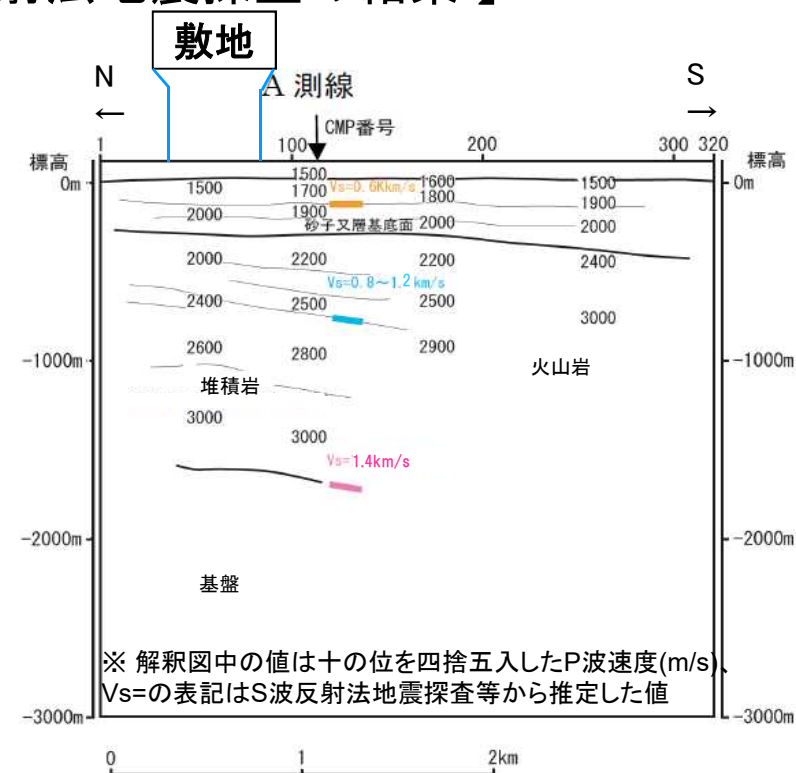 敷地
N
A 測線
S
←
CMP番号
→
1 100 200 300 320
標高
標高
0m
0m
1500
1500
1700
Vs=0.6Kkm/s
1600
1800
1500
1900
2000
1900
2000
2000
砂子又層基底面
2000
2200
2200
2400
Vs=0.8～1.2km/s
2400
2500
2500
3000
-1000m
2600
2800
2900
火山岩
-1000m
堆積岩
3000
3000
Vs=1.4km/s
-2000m
-2000m
基盤
※ 解釈図中の値は十の位を四捨五入したP波速度(m/s)、
Vs=の表記はS波反射法地震探査等から推定した値
-3000m
-3000m
0 1 2km